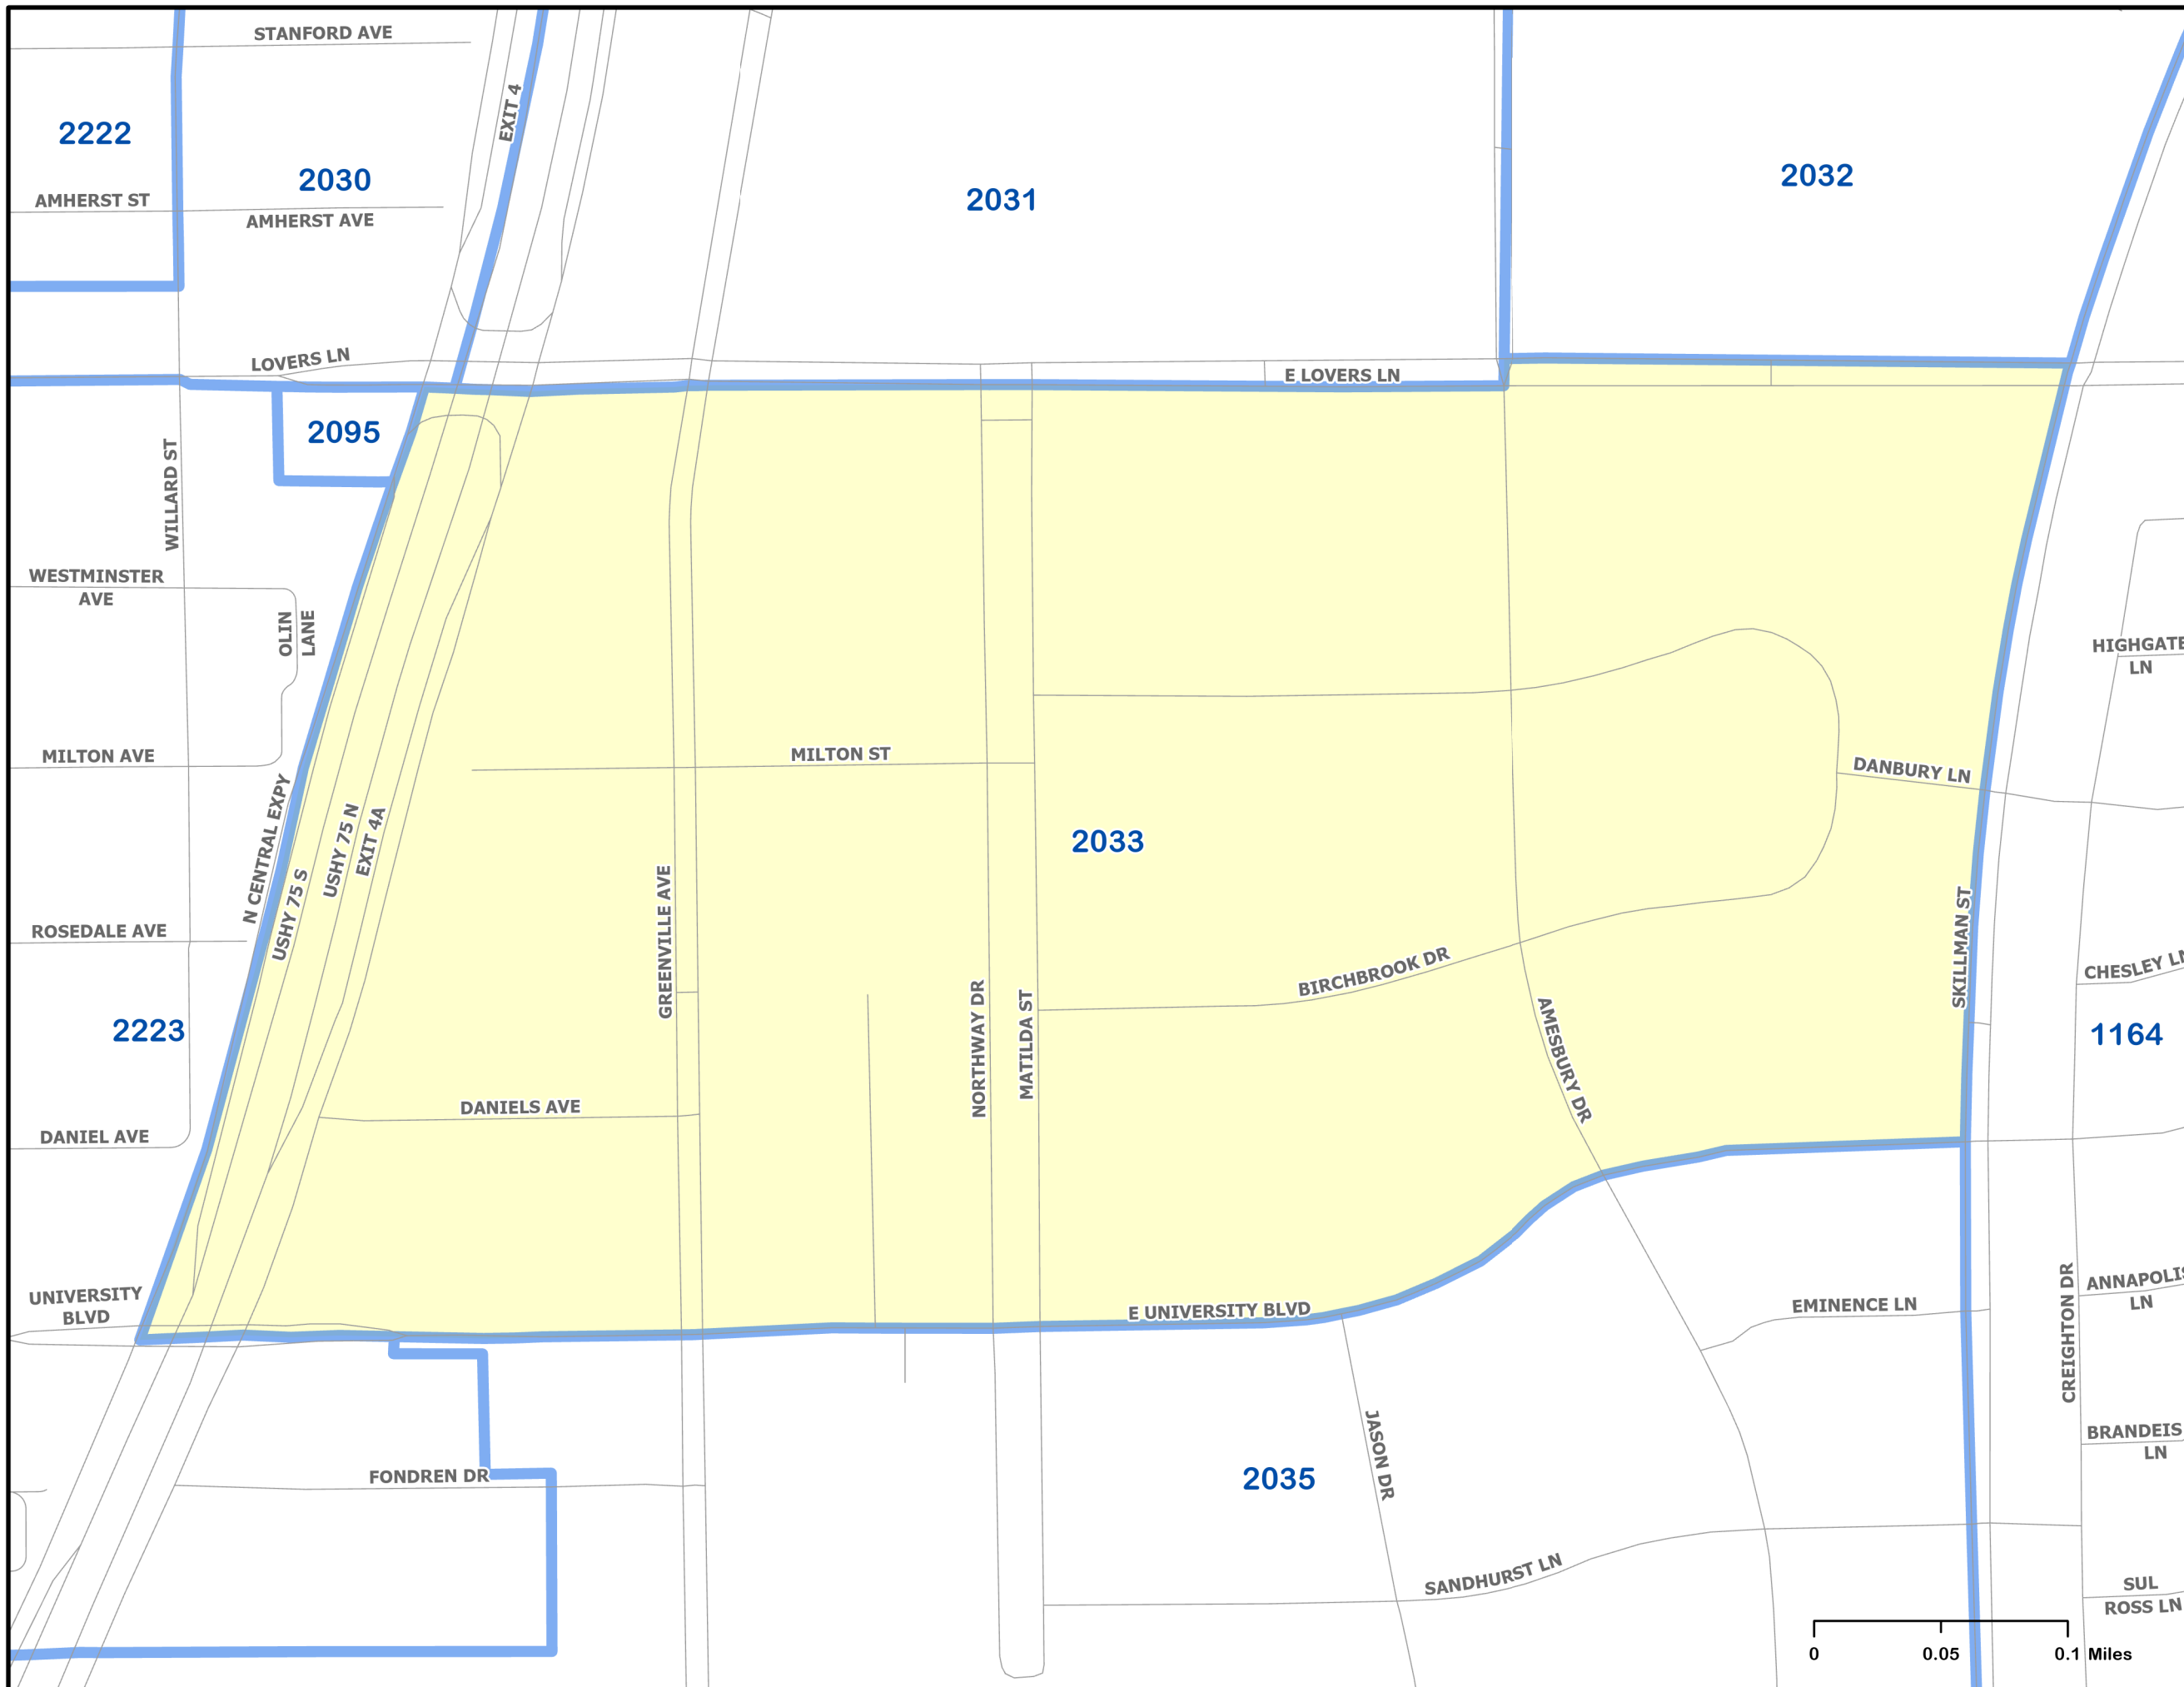 STANFORD AVE
EXIT 4
2222
2030
2031
2032
AMHERST ST
AMHERST AVE
LOVERS LN
E LOVERS LN
2095
WILLARD ST
WESTMINSTER
AVE
OLIN
LANE
HIGHGATE
LN
MILTON AVE
MILTON ST
DANBURY LN
N CENTRAL EXPY
USHY 75 S
USHY 75 N
EXIT 4A
2033
GREENVILLE AVE
ROSEDALE AVE
SKILLMAN ST
BIRCHBROOK DR
CHESLEY LN
2223
NORTHWAY DR
MATILDA ST
AMESBURY DR
1164
DANIELS AVE
DANIEL AVE
UNIVERSITY
BLVD
E UNIVERSITY BLVD
EMINENCE LN
CREIGHTON DR
ANNAPOLIS
LN
JASON DR
BRANDEIS
LN
FONDREN DR
2035
SANDHURST LN
SUL
ROSS LN
0
0.05
0.1 Miles